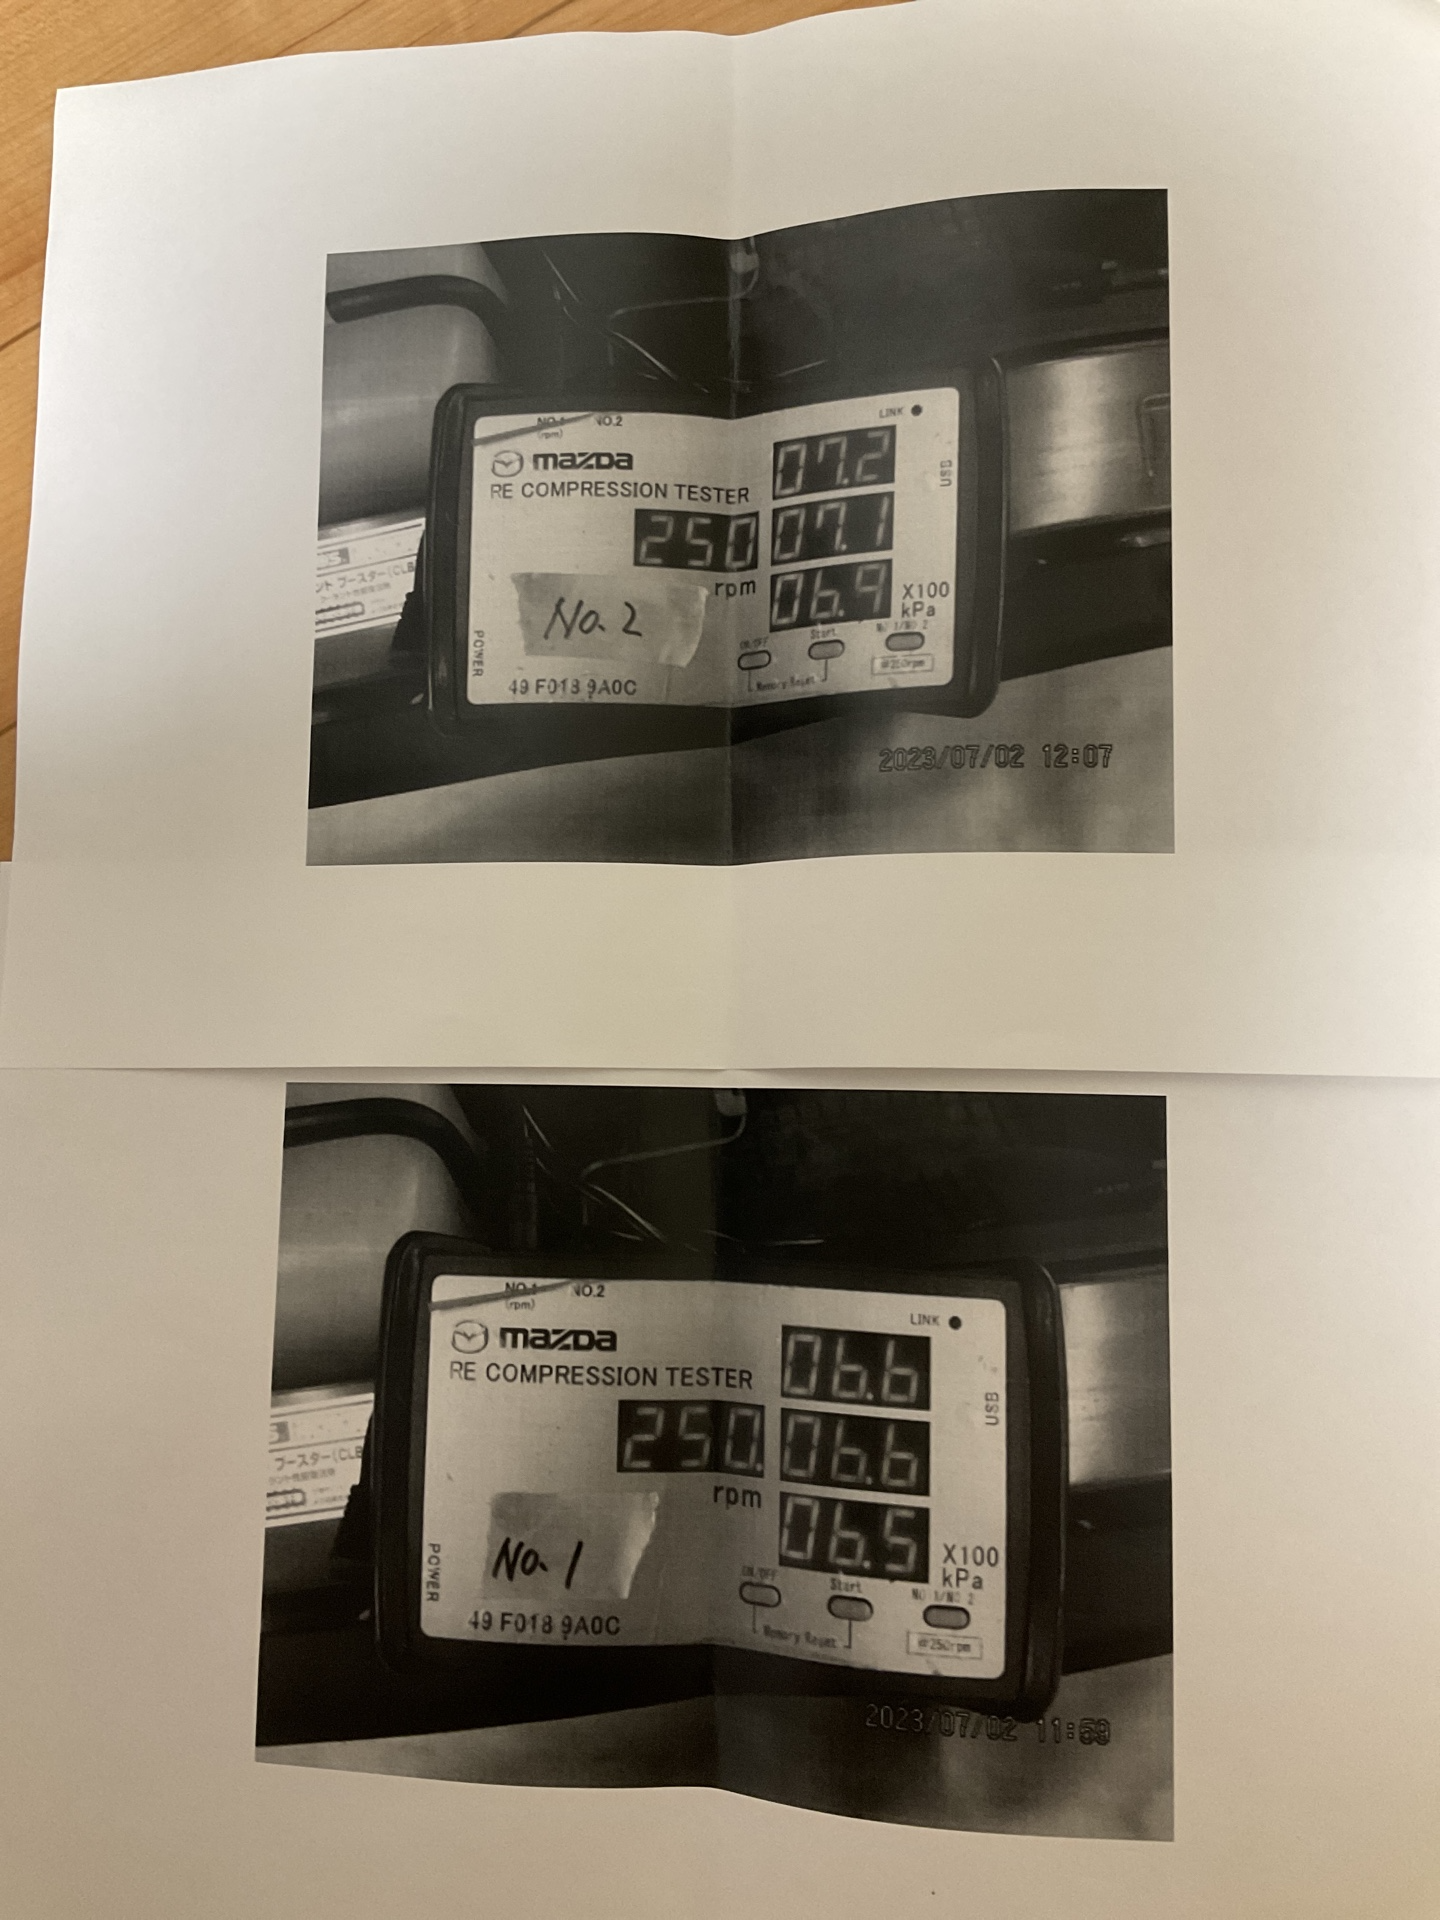 NO.1 NO.2
(rpm)
LINK
mazda
RE COMPRESSION TESTER
07.2
USB
250
07.1
rpm
06.9
X100
kPa
No. 2
ON/OFF Start NO 1/NO 2
POWER
@250rpm
Memory Reset
49 F018 9A0C
ント ブースター(CLB
2023/07/02 12:07
NO.1 NO.2
(rpm)
LINK
mazda
RE COMPRESSION TESTER
06.6
USB
250.
06.6
rpm
06.5
X100
kPa
No. 1
ON/OFF Start NO 1/NO 2
POWER
@250rpm
Memory Reset
49 F018 9A0C
ブースター(CLB
2023/07/02 11:59